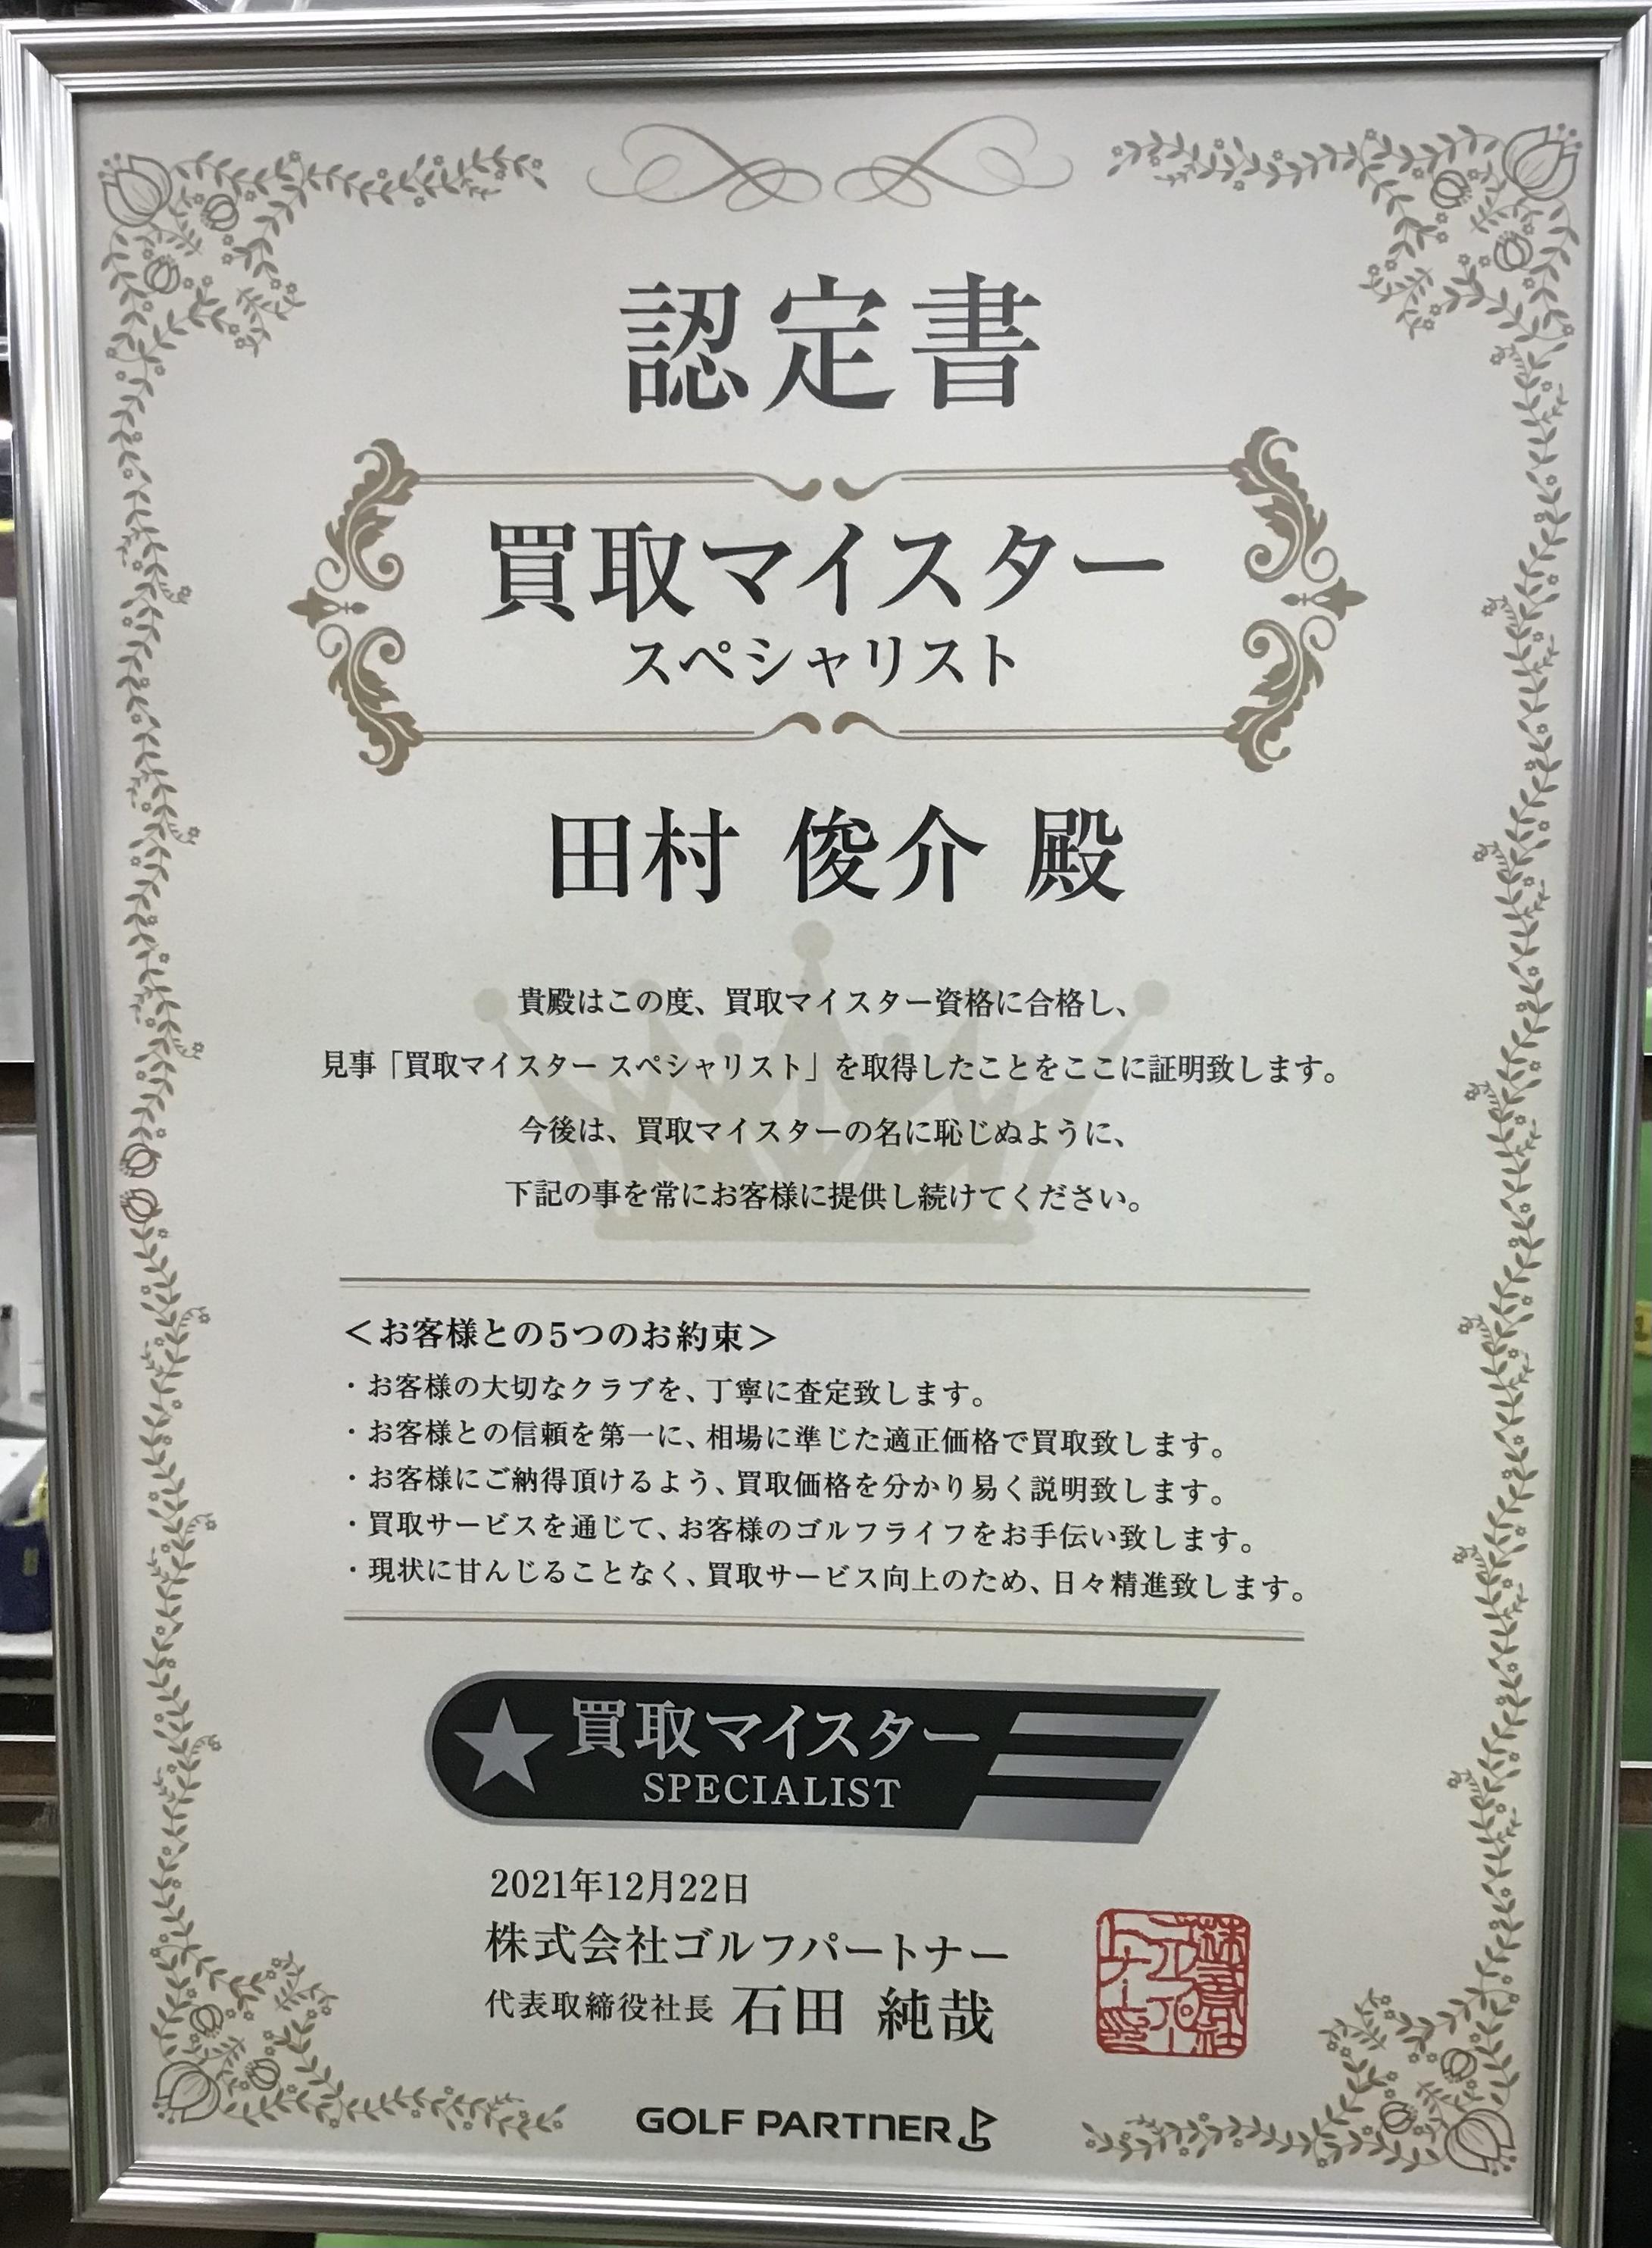 認定書
買取マイスター
スペシャリスト
田村 俊介 殿
貴殿はこの度、買取マイスター資格に合格し、
見事「買取マイスター スペシャリスト」を取得したことをここに証明致します。
今後は、買取マイスターの名に恥じぬように、
下記の事を常にお客様に提供し続けてください。
＜お客様との5つのお約束＞
・お客様の大切なクラブを、丁寧に査定致します。
・お客様との信頼を第一に、相場に準じた適正価格で買取致します。
・お客様にご納得頂けるよう、買取価格を分かり易く説明致します。
・買取サービスを通じて、お客様のゴルフライフをお手伝い致します。
・現状に甘んじることなく、買取サービス向上のため、日々精進致します。
買取マイスター
SPECIALIST
2021年12月22日
株式会社ゴルフパートナー
代表取締役社長 石田 純哉
GOLF PARTNER